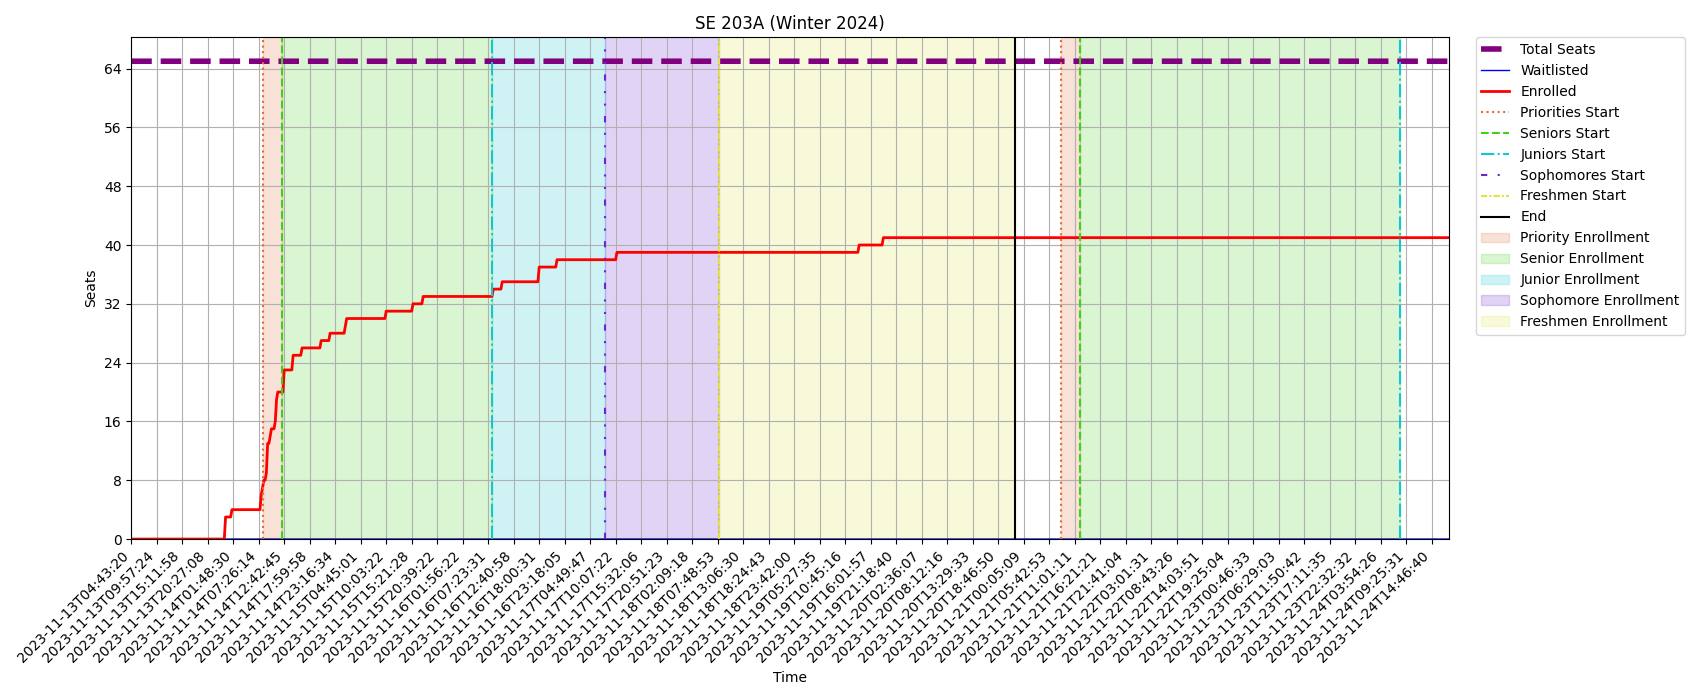 SE 203A (Winter 2024)
Seats
64
56
48
40
32
24
16
8
0
2023-11-13T04:43:20
2023-11-13T09:57:24
2023-11-13T15:11:58
2023-11-13T20:27:08
2023-11-14T01:48:30
2023-11-14T07:26:14
2023-11-14T12:42:45
2023-11-14T17:59:58
2023-11-14T23:16:34
2023-11-15T04:45:01
2023-11-15T10:03:22
2023-11-15T15:21:28
2023-11-15T20:39:22
2023-11-16T01:56:22
2023-11-16T07:23:31
2023-11-16T12:40:58
2023-11-16T18:00:31
2023-11-16T23:18:05
2023-11-17T04:49:47
2023-11-17T10:07:22
2023-11-17T15:32:06
2023-11-17T20:51:23
2023-11-18T02:09:18
2023-11-18T07:48:53
2023-11-18T13:06:30
2023-11-18T18:24:43
2023-11-18T23:42:00
2023-11-19T05:27:35
2023-11-19T10:45:16
2023-11-19T16:01:57
2023-11-19T21:18:40
2023-11-20T02:36:07
2023-11-20T08:12:16
2023-11-20T13:29:33
2023-11-20T18:46:50
2023-11-21T00:05:09
2023-11-21T05:42:53
2023-11-21T11:01:11
2023-11-21T16:21:21
2023-11-21T21:41:04
2023-11-22T03:01:31
2023-11-22T08:43:26
2023-11-22T14:03:51
2023-11-22T19:25:04
2023-11-23T00:46:33
2023-11-23T06:29:03
2023-11-23T11:50:42
2023-11-23T17:11:35
2023-11-23T22:32:32
2023-11-24T03:54:26
2023-11-24T09:25:31
2023-11-24T14:46:40
Time
Total Seats
Waitlisted
Enrolled
Priorities Start
Seniors Start
Juniors Start
Sophomores Start
Freshmen Start
End
Priority Enrollment
Senior Enrollment
Junior Enrollment
Sophomore Enrollment
Freshmen Enrollment